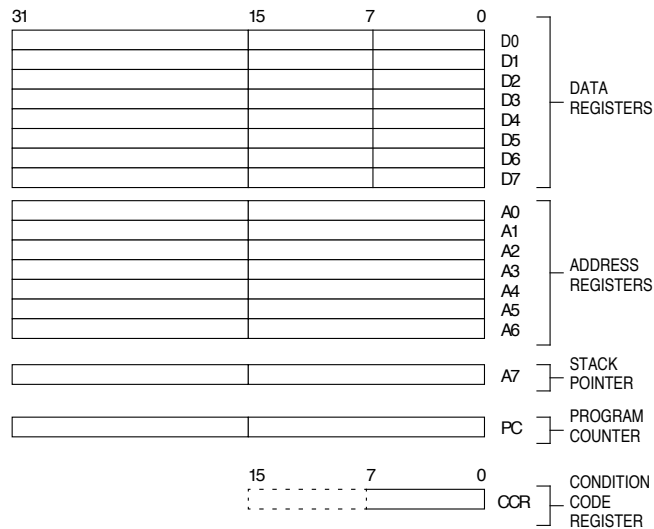 31 15 7 0
D0
D1
D2
D3
D4
D5
D6
D7
DATA
REGISTERS
A0
A1
A2
A3
A4
A5
A6
ADDRESS
REGISTERS
A7
STACK
POINTER
PC
PROGRAM
COUNTER
15 7 0
CCR
CONDITION
CODE
REGISTER